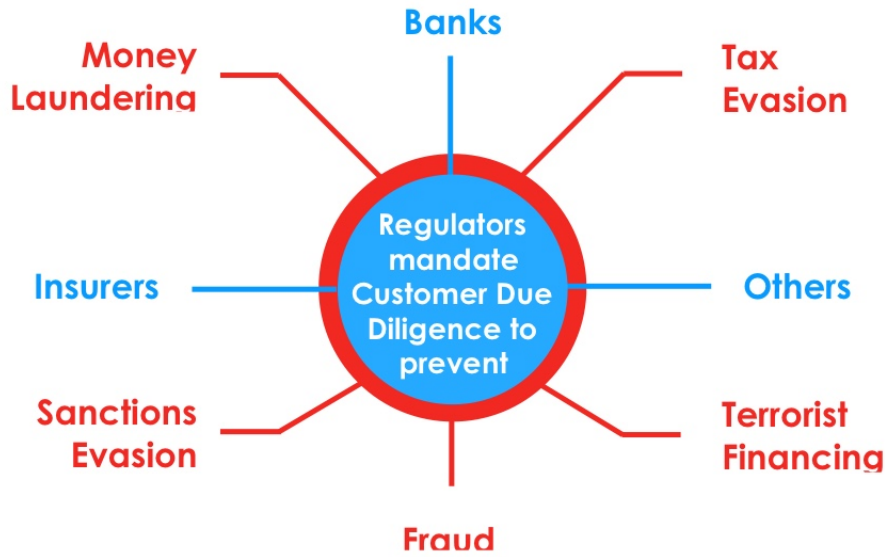 Banks
Money
Laundering
Tax
Evasion
Regulators
mandate
Customer Due
Diligence to
prevent
Insurers
Others
Sanctions
Evasion
Terrorist
Financing
Fraud